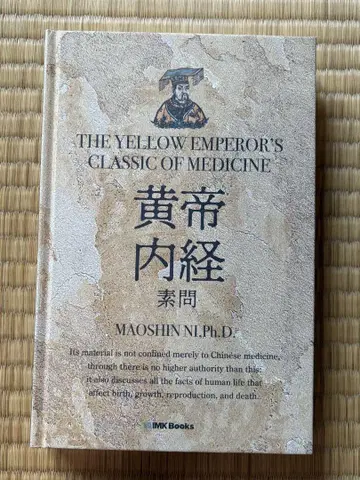 THE YELLOW EMPEROR'S
CLASSIC OF MEDICINE
黄帝
内経
素問
MAOSHIN NI,Ph.D.
Its material is not confined merely to Chinese medicine,
through there is no higher authority than this:
it also discusses all the facts of human life that
affect birth, growth, reproduction, and death.
IMK Books